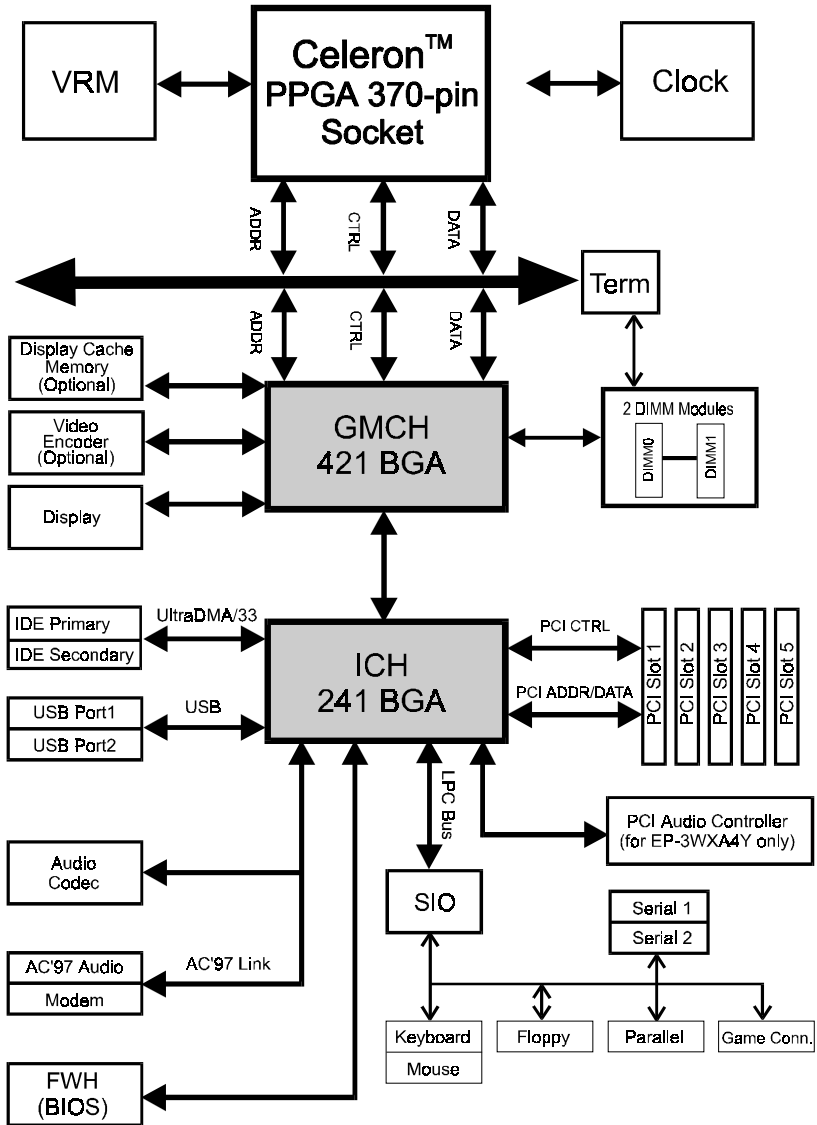 VRM
Celeron™
PPGA 370-pin
Socket
Clock
ADDR
CTRL
DATA
Term
ADDR
CTRL
DATA
Display Cache
Memory
(Optional)
Video
Encoder
(Optional)
Display
GMCH
421 BGA
2 DIMM Modules
DIMM0
DIMM1
IDE Primary
IDE Secondary
UltraDMA/33
USB Port1
USB Port2
USB
ICH
241 BGA
PCI CTRL
PCI ADDR/DATA
PCI Slot 1
PCI Slot 2
PCI Slot 3
PCI Slot 4
PCI Slot 5
LPC Bus
PCI Audio Controller
(for EP-3WXA4Y only)
Audio
Codec
SIO
Serial 1
Serial 2
AC'97 Audio
Modem
AC'97 Link
Keyboard
Mouse
Floppy
Parallel
Game Conn.
FWH
(BIOS)